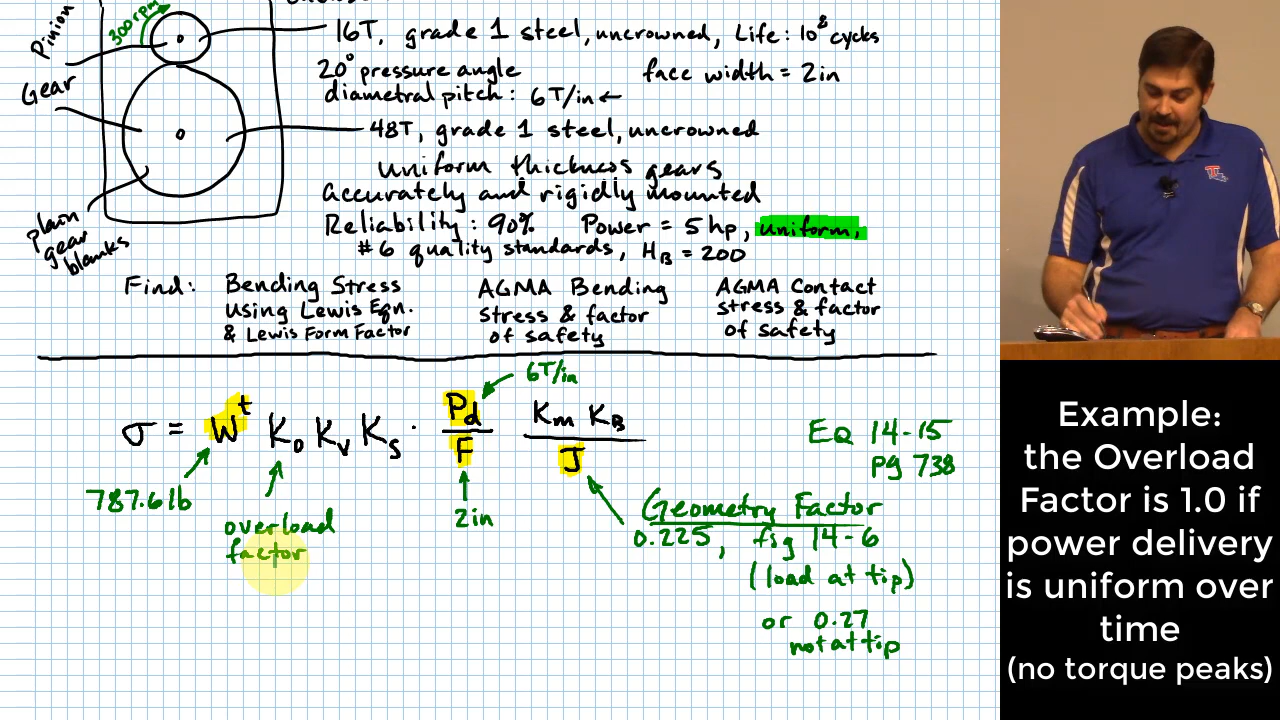 Pinion
300 rpm
16T, grade 1 steel, uncrowned, Life: 10⁸ cycles
20° pressure angle face width = 2in
Gear
diametral pitch: 6T/in ←
48T, grade 1 steel, uncrowned
uniform thickness gears
accurately and rigidly mounted
plain gear blanks
Reliability: 90% Power = 5 hp, uniform,
#6 quality standards, H_B = 200
Find: Bending Stress
Using Lewis Eqn.
& Lewis Form Factor
AGMA Bending
stress & factor
of safety
AGMA Contact
stress & factor
of safety
6T/in
σ = Wᵗ K_o K_v K_s · P_d/F K_m K_B/J
EQ 14-15
pg 738
787.6 lb
overload
factor
2in
Geometry Factor
0.225, fig 14-6
(load at tip)
or 0.27
not at tip
Example:
the Overload
Factor is 1.0 if
power delivery
is uniform over
time
(no torque peaks)